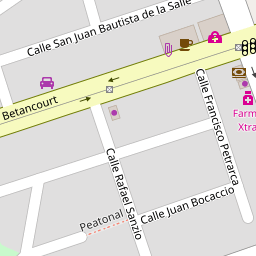 Calle San Juan Bautista de la Salle
Betancourt
Calle Francisco Petrarca
Farm
Xtra
Calle Rafael Sanzio
Peatonal
Calle Juan Bocaccio